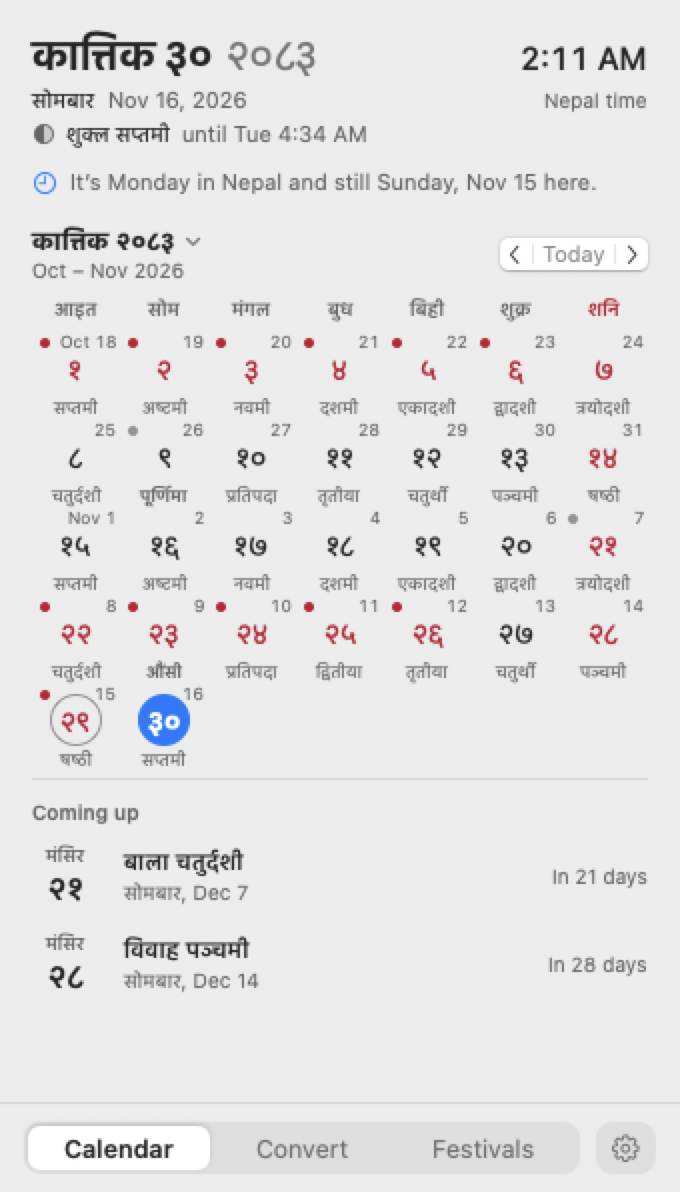 कात्तिक ३० २०८३
2:11 AM
सोमबार Nov 16, 2026
Nepal time
शुक्ल सप्तमी until Tue 4:34 AM
It's Monday in Nepal and still Sunday, Nov 15 here.
कात्तिक २०८३
Oct – Nov 2026
Today
आइत सोम मंगल बुध बिही शुक्र शनि
Oct 18 19 20 21 22 23 24
१ २ ३ ४ ५ ६ ७
सप्तमी अष्टमी नवमी दशमी एकादशी द्वादशी त्रयोदशी
25 26 27 28 29 30 31
८ ९ १० ११ १२ १३ १४
चतुर्दशी पूर्णिमा प्रतिपदा तृतीया चतुर्थी पञ्चमी षष्ठी
Nov 1 2 3 4 5 6 7
१५ १६ १७ १८ १९ २० २१
सप्तमी अष्टमी नवमी दशमी एकादशी द्वादशी त्रयोदशी
8 9 10 11 12 13 14
२२ २३ २४ २५ २६ २७ २८
चतुर्दशी औंसी प्रतिपदा द्वितीया तृतीया चतुर्थी पञ्चमी
15 16
२९ ३०
षष्ठी सप्तमी
Coming up
मंसिर
२१
बाला चतुर्दशी
सोमबार, Dec 7
In 21 days
मंसिर
२८
विवाह पञ्चमी
सोमबार, Dec 14
In 28 days
Calendar Convert Festivals